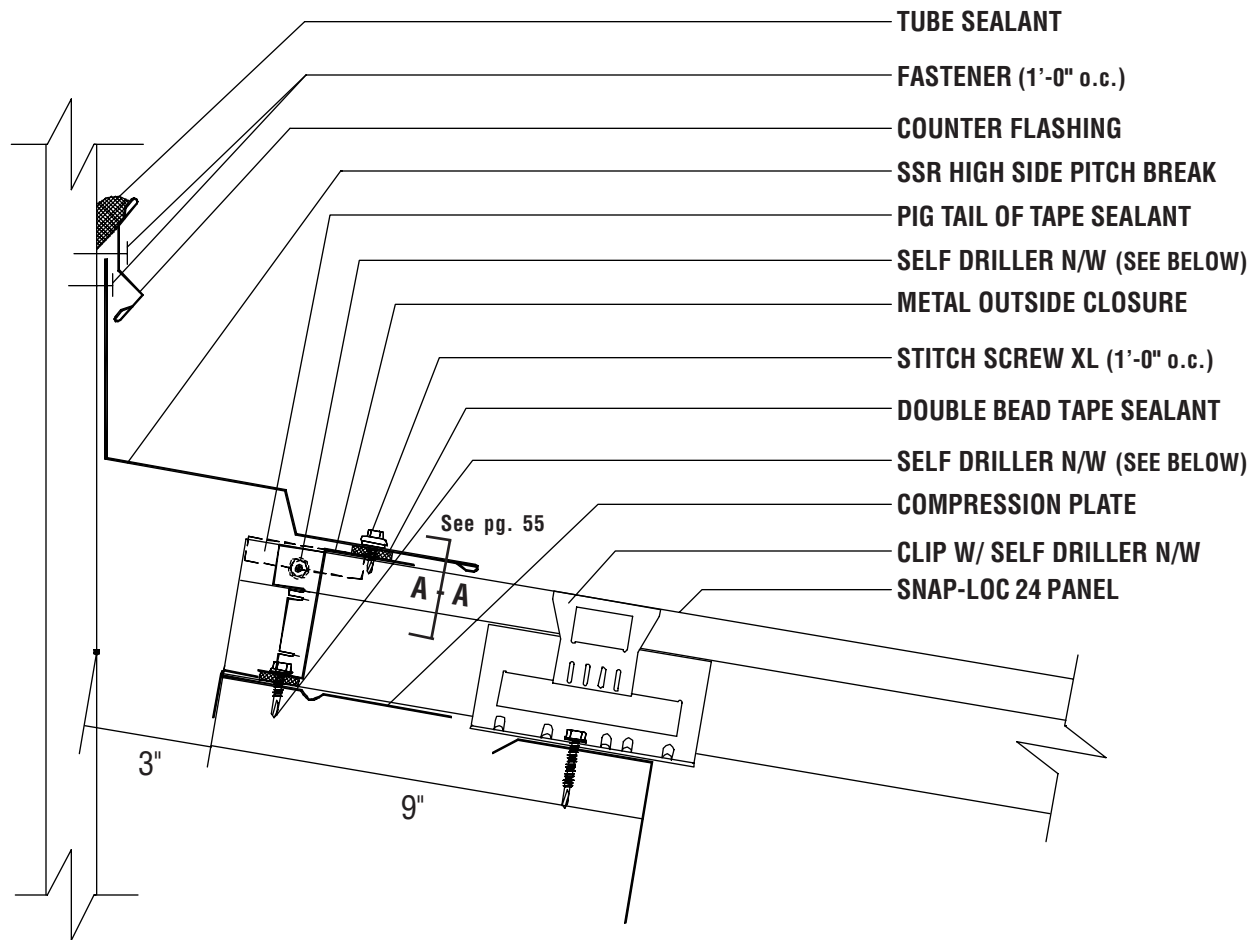 TUBE SEALANT
FASTENER (1'-0" o.c.)
COUNTER FLASHING
SSR HIGH SIDE PITCH BREAK
PIG TAIL OF TAPE SEALANT
SELF DRILLER N/W (SEE BELOW)
METAL OUTSIDE CLOSURE
STITCH SCREW XL (1'-0" o.c.)
DOUBLE BEAD TAPE SEALANT
SELF DRILLER N/W (SEE BELOW)
COMPRESSION PLATE
CLIP W/ SELF DRILLER N/W
SNAP-LOC 24 PANEL
See pg. 55
A - A
3"
9"